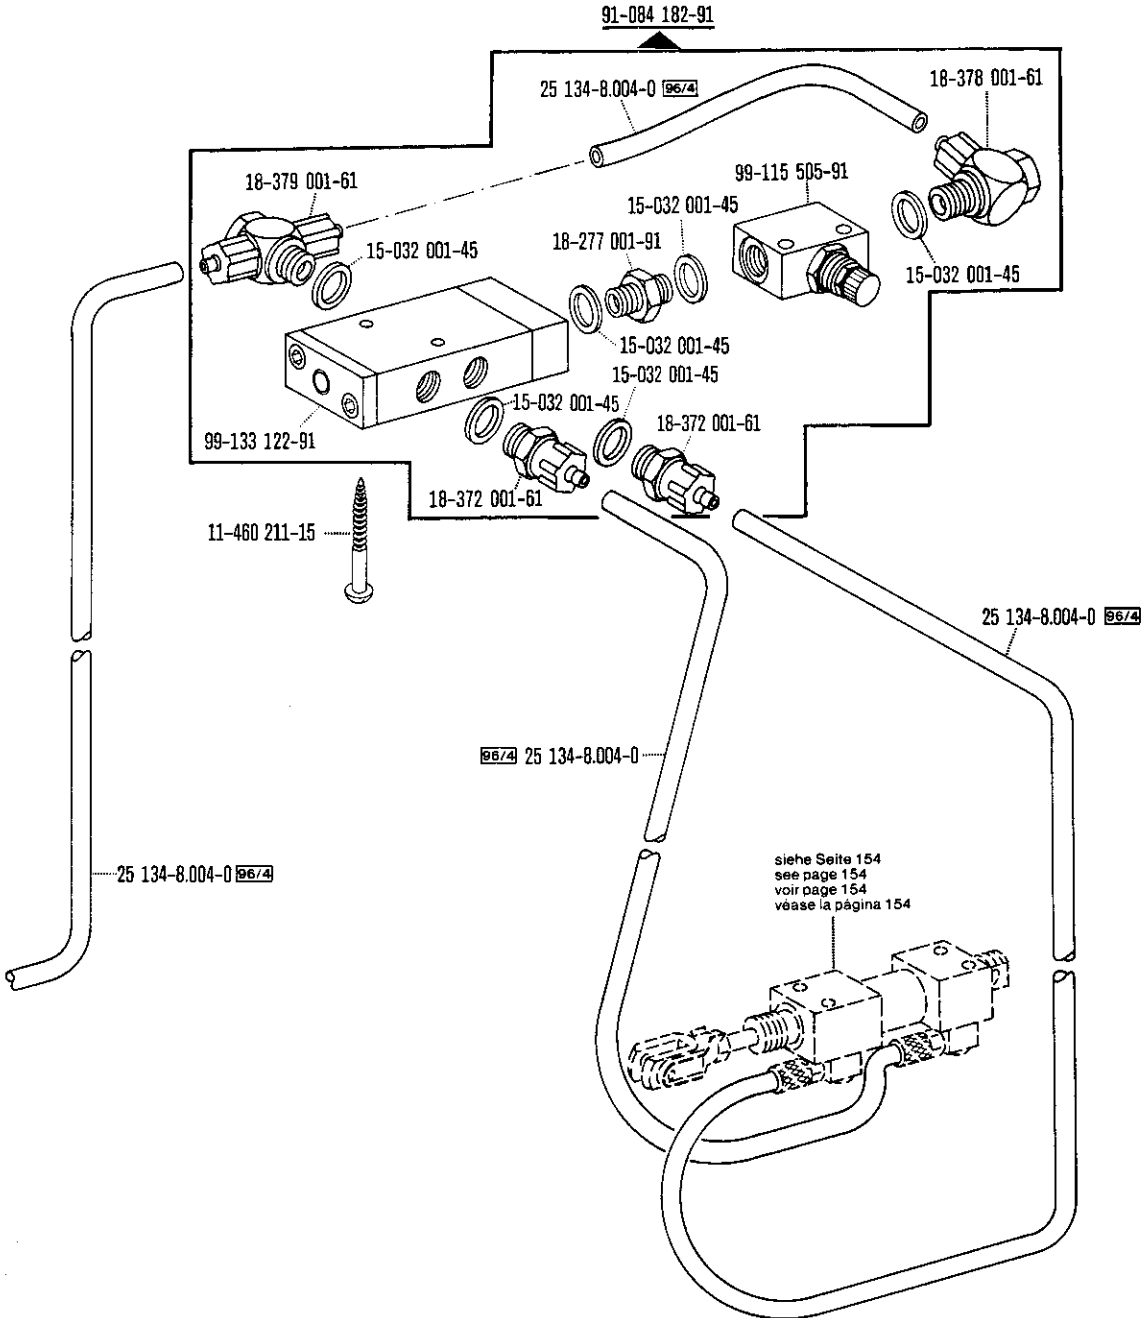 91-084 182-91
25 134-8.004-0 96/4
18-378 001-61
18-379 001-61
99-115 505-91
15-032 001-45
18-277 001-91
15-032 001-45
15-032 001-45
15-032 001-45
15-032 001-45
15-032 001-45
18-372 001-61
99-133 122-91
18-372 001-61
11-460 211-15
25 134-8.004-0 96/4
96/4 25 134-8.004-0
25 134-8.004-0 96/4
siehe Seite 154
see page 154
voir page 154
véase la página 154